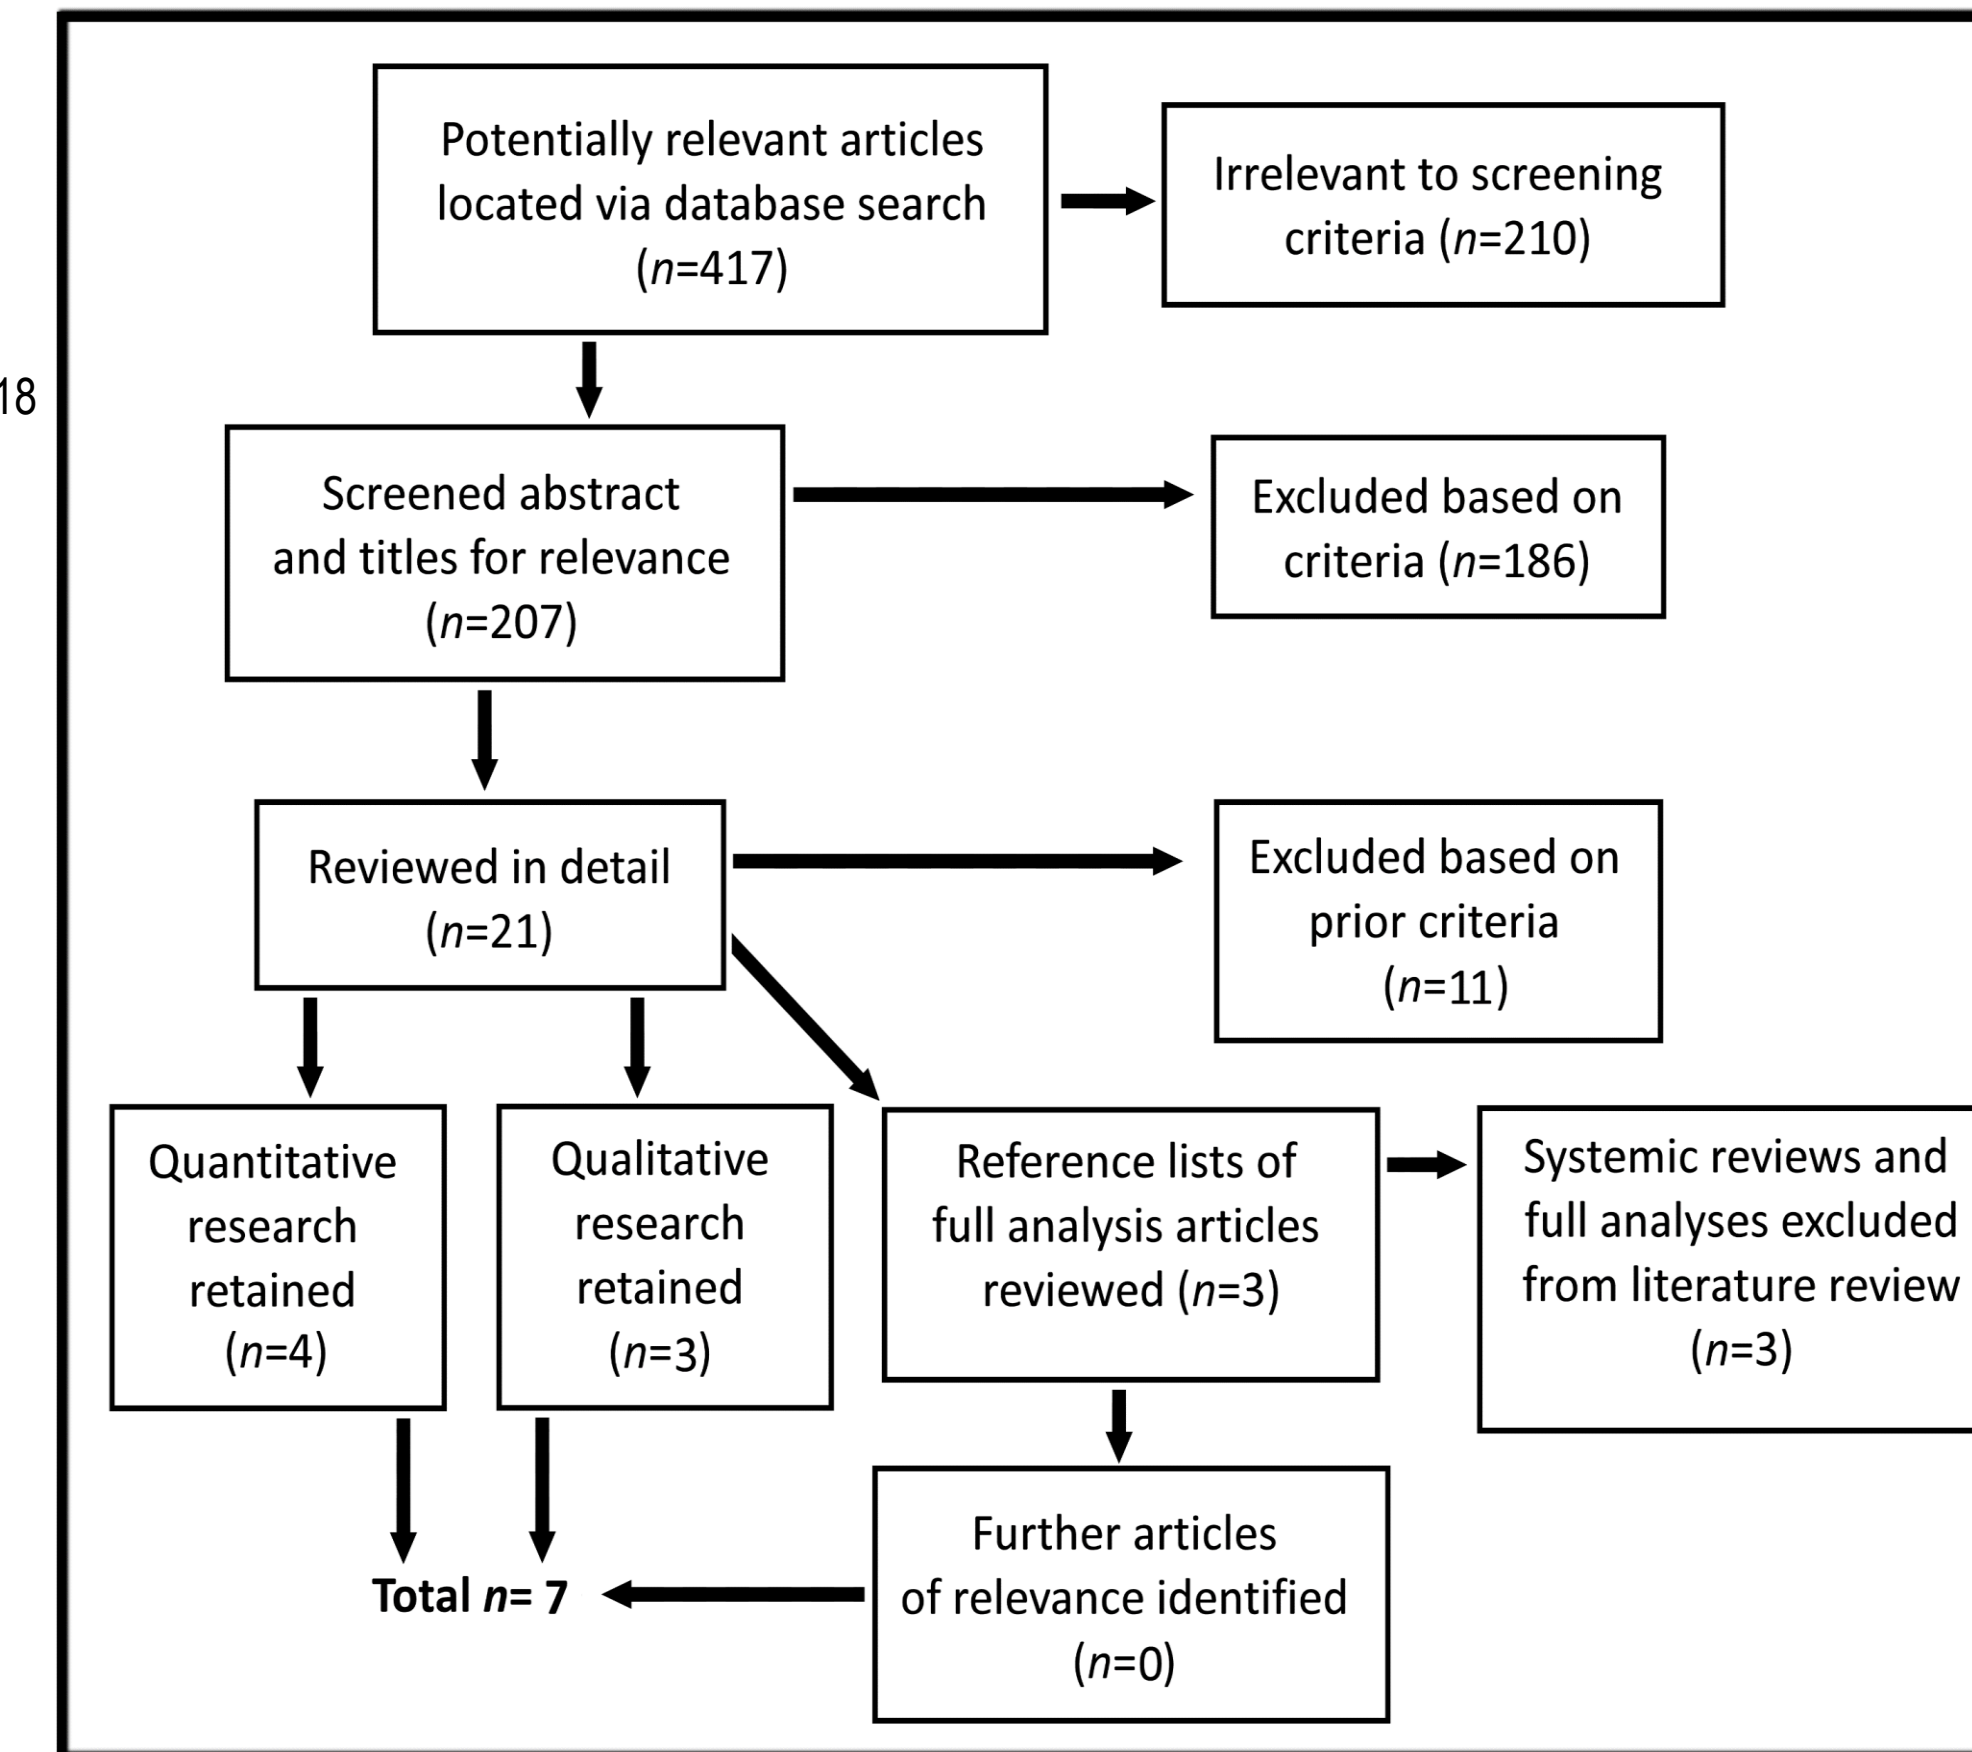 Potentially relevant articles
located via database search
(n=417)
Irrelevant to screening
criteria (n=210)
18
Screened abstract
and titles for relevance
(n=207)
Excluded based on
criteria (n=186)
Reviewed in detail
(n=21)
Excluded based on
prior criteria
(n=11)
Quantitative
research
retained
(n=4)
Qualitative
research
retained
(n=3)
Reference lists of
full analysis articles
reviewed (n=3)
Systemic reviews and
full analyses excluded
from literature review
(n=3)
Further articles
of relevance identified
(n=0)
Total n= 7